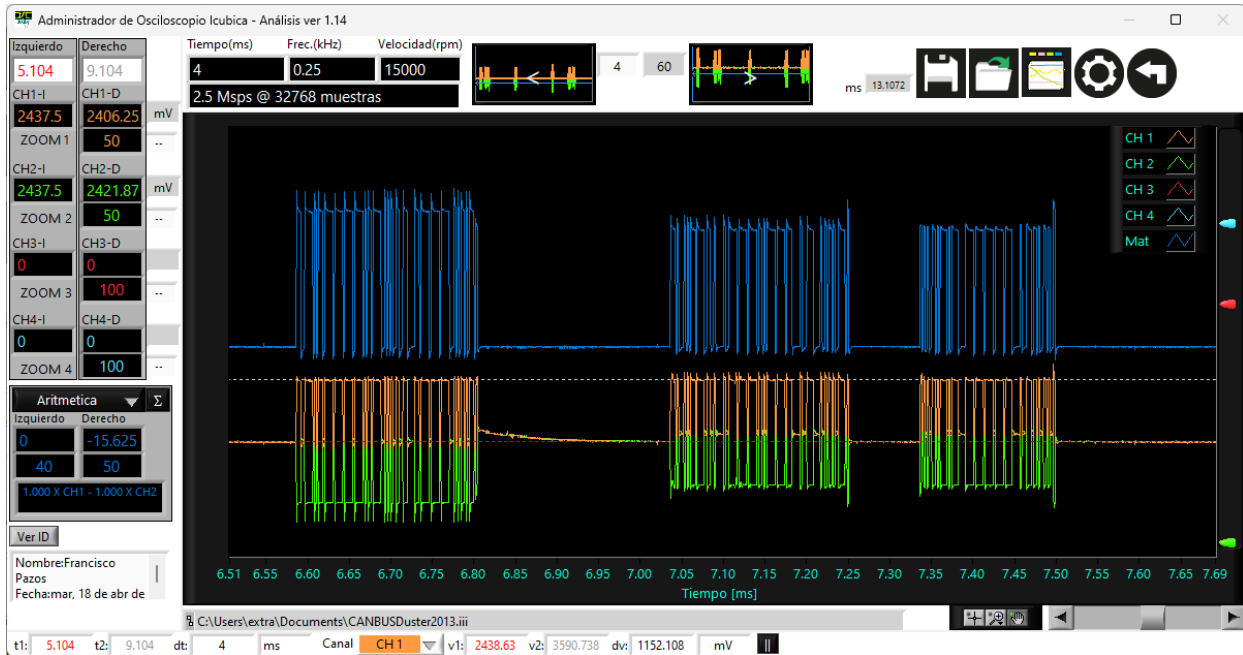 Administrador de Osciloscopio Icubica - Análisis ver 1.14
Izquierdo Derecho
5.104 9.104
CH1-I CH1-D
2437.5 2406.25 mV
ZOOM 1 50 --
CH2-I CH2-D
2437.5 2421.87 mV
ZOOM 2 50 --
CH3-I CH3-D
0 0
ZOOM 3 100 --
CH4-I CH4-D
0 0
ZOOM 4 100 --
Aritmetica Σ
Izquierdo Derecho
0 -15.625
40 50
1.000 X CH1 - 1.000 X CH2
Ver ID
Nombre:Francisco
Pazos
Fecha:mar, 18 de abr de
Tiempo(ms) Frec.(kHz) Velocidad(rpm)
4 0.25 15000
2.5 Msps @ 32768 muestras
< 4 60 >
ms 13.1072
CH 1
CH 2
CH 3
CH 4
Mat
6.51 6.55 6.60 6.65 6.70 6.75 6.80 6.85 6.90 6.95 7.00 7.05 7.10 7.15 7.20 7.25 7.30 7.35 7.40 7.45 7.50 7.55 7.60 7.65 7.69
Tiempo [ms]
C:\Users\extra\Documents\CANBUSDuster2013.iii
t1: 5.104 t2: 9.104 dt: 4 ms Canal CH 1 v1: 2438.63 v2: 3590.738 dv: 1152.108 mV